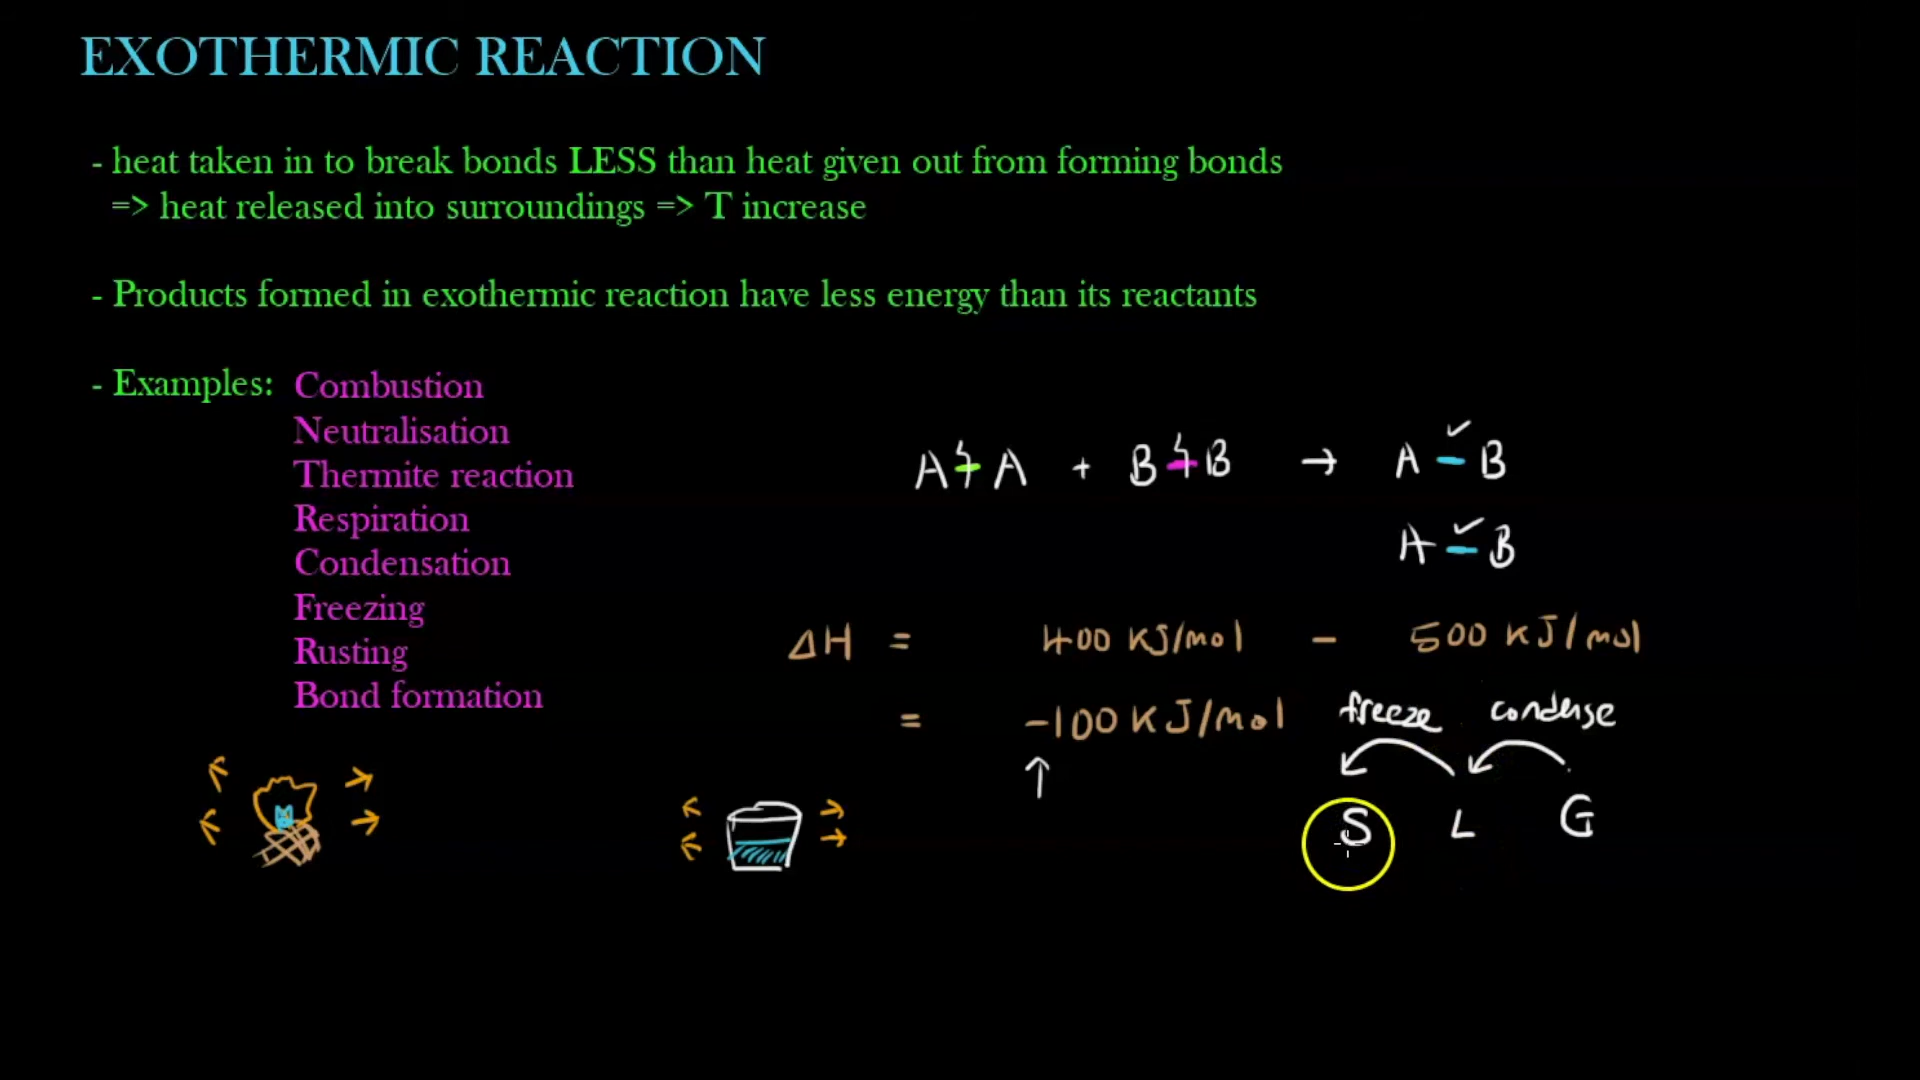 EXOTHERMIC REACTION
- heat taken in to break bonds LESS than heat given out from forming bonds
=> heat released into surroundings => T increase
- Products formed in exothermic reaction have less energy than its reactants
- Examples: Combustion
Neutralisation
Thermite reaction
Respiration
Condensation
Freezing
Rusting
Bond formation
A - A + B - B → A - B
A - B
ΔH = 400 KJ/mol - 500 KJ/mol
= -100 KJ/mol
freeze condense
S L G